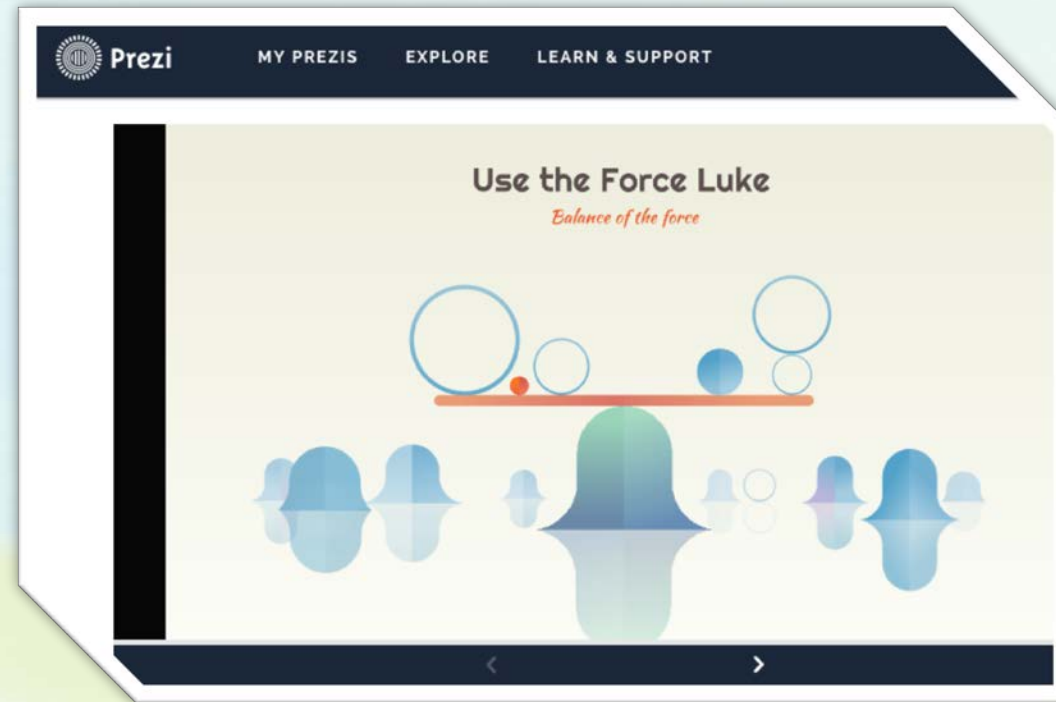 Prezi MY PREZIS EXPLORE LEARN & SUPPORT
Use the Force Luke
Balance of the force